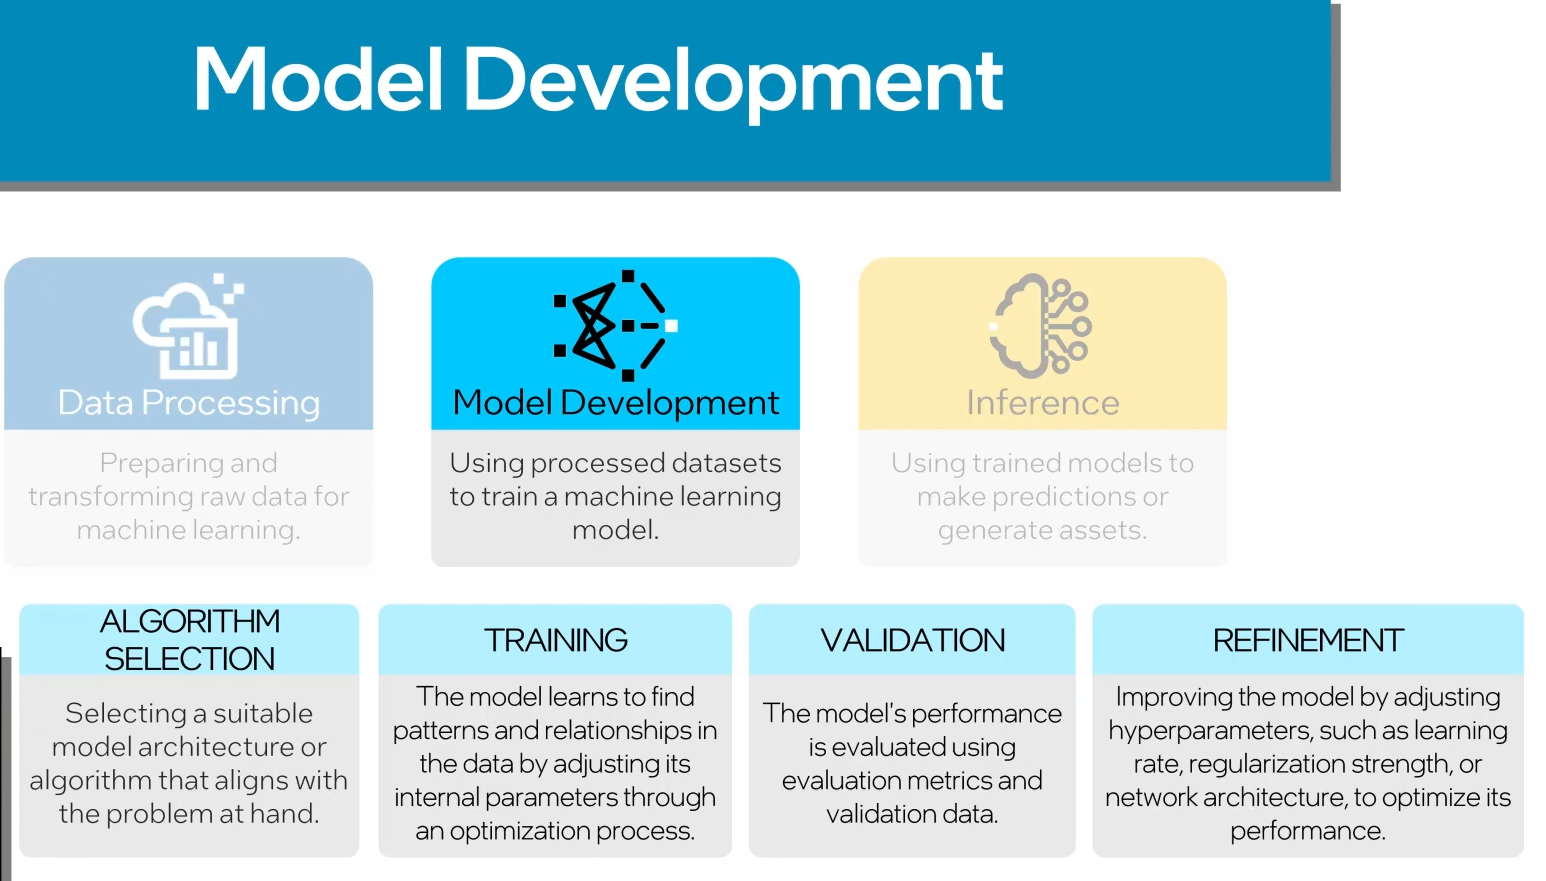 Model Development
Data Processing
Preparing and
transforming raw data for
machine learning.
Model Development
Using processed datasets
to train a machine learning
model.
Inference
Using trained models to
make predictions or
generate assets.
ALGORITHM
SELECTION
Selecting a suitable
model architecture or
algorithm that aligns with
the problem at hand.
TRAINING
The model learns to find
patterns and relationships in
the data by adjusting its
internal parameters through
an optimization process.
VALIDATION
The model's performance
is evaluated using
evaluation metrics and
validation data.
REFINEMENT
Improving the model by adjusting
hyperparameters, such as learning
rate, regularization strength, or
network architecture, to optimize its
performance.